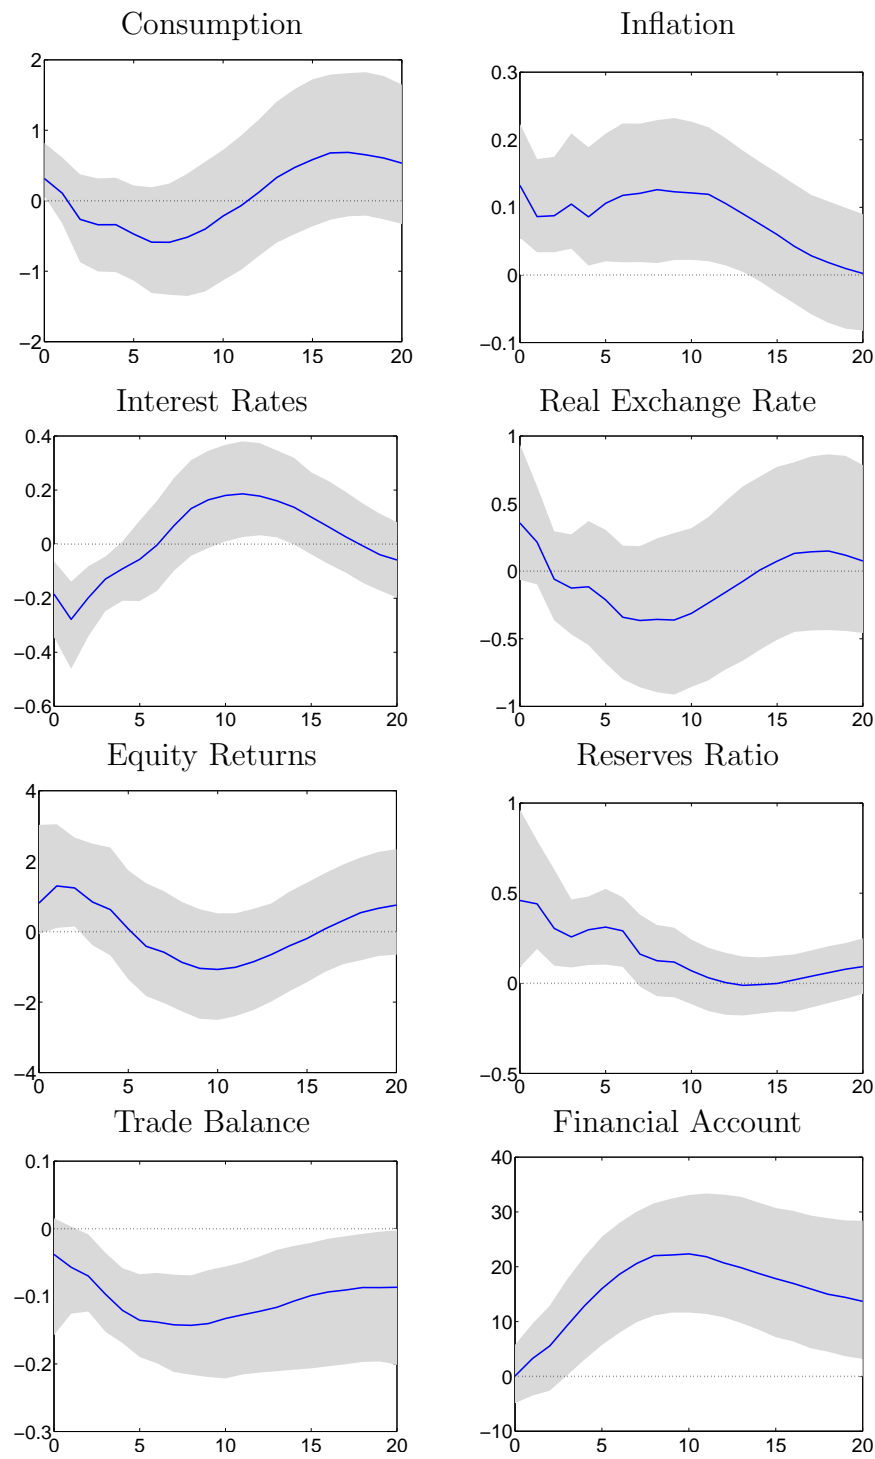 Consumption
2
1
0
−1
−2
0 5 10 15 20
Inflation
0.3
0.2
0.1
0
−0.1
0 5 10 15 20
Interest Rates
0.4
0.2
0
−0.2
−0.4
−0.6
0 5 10 15 20
Real Exchange Rate
1
0.5
0
−0.5
−1
0 5 10 15 20
Equity Returns
4
2
0
−2
−4
0 5 10 15 20
Reserves Ratio
1
0.5
0
−0.5
0 5 10 15 20
Trade Balance
0.1
0
−0.1
−0.2
−0.3
0 5 10 15 20
Financial Account
40
30
20
10
0
−10
0 5 10 15 20